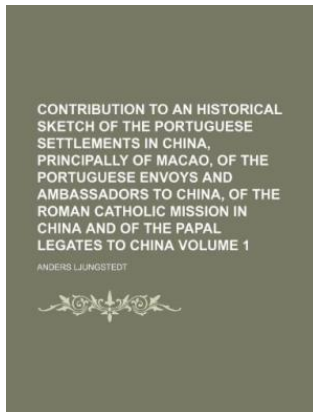 CONTRIBUTION TO AN HISTORICAL
SKETCH OF THE PORTUGUESE
SETTLEMENTS IN CHINA,
PRINCIPALLY OF MACAO, OF THE
PORTUGUESE ENVOYS AND
AMBASSADORS TO CHINA, OF THE
ROMAN CATHOLIC MISSION IN
CHINA AND OF THE PAPAL
LEGATES TO CHINA VOLUME 1
ANDERS LJUNGSTEDT